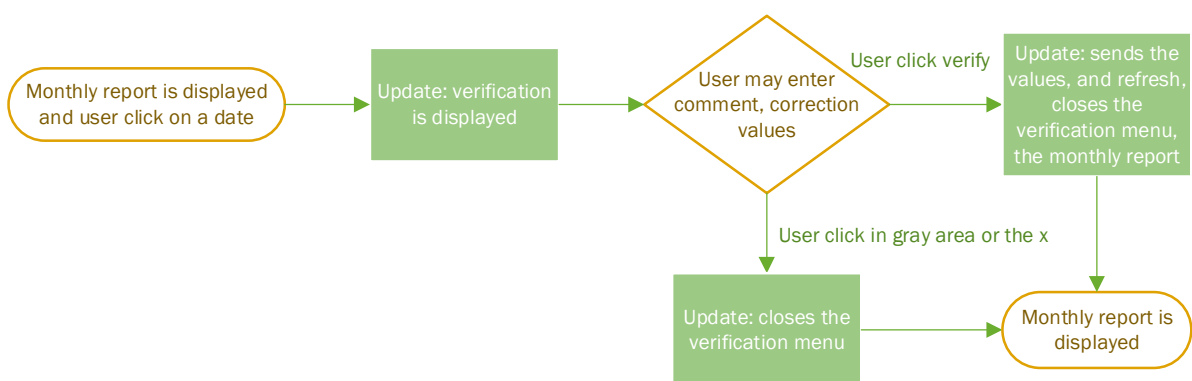 Monthly report is displayed
and user click on a date
Update: verification
is displayed
User may enter
comment, correction
values
User click verify
Update: sends the
values, and refresh,
closes the
verification menu,
the monthly report
User click in gray area or the x
Update: closes the
verification menu
Monthly report is
displayed